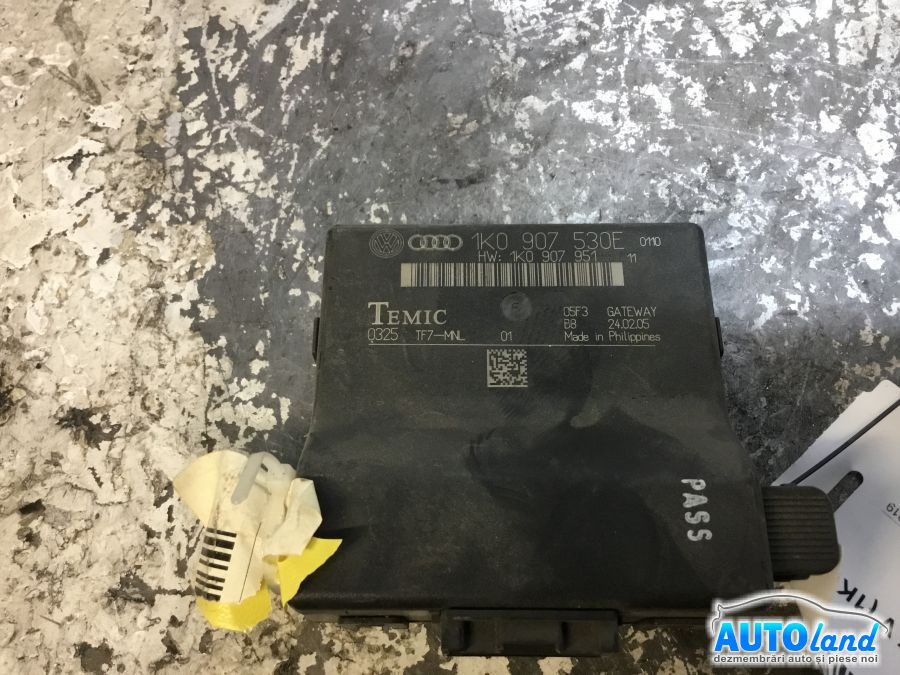 1K0 907 530E 0110
HW: 1K0 907 951 11
TEMIC
05F3 GATEWAY
B8 24.02.05
0325 TF7-MNL 01 Made in Philippines
PASS
(1K
AUTOland
dezmembrări auto și piese noi